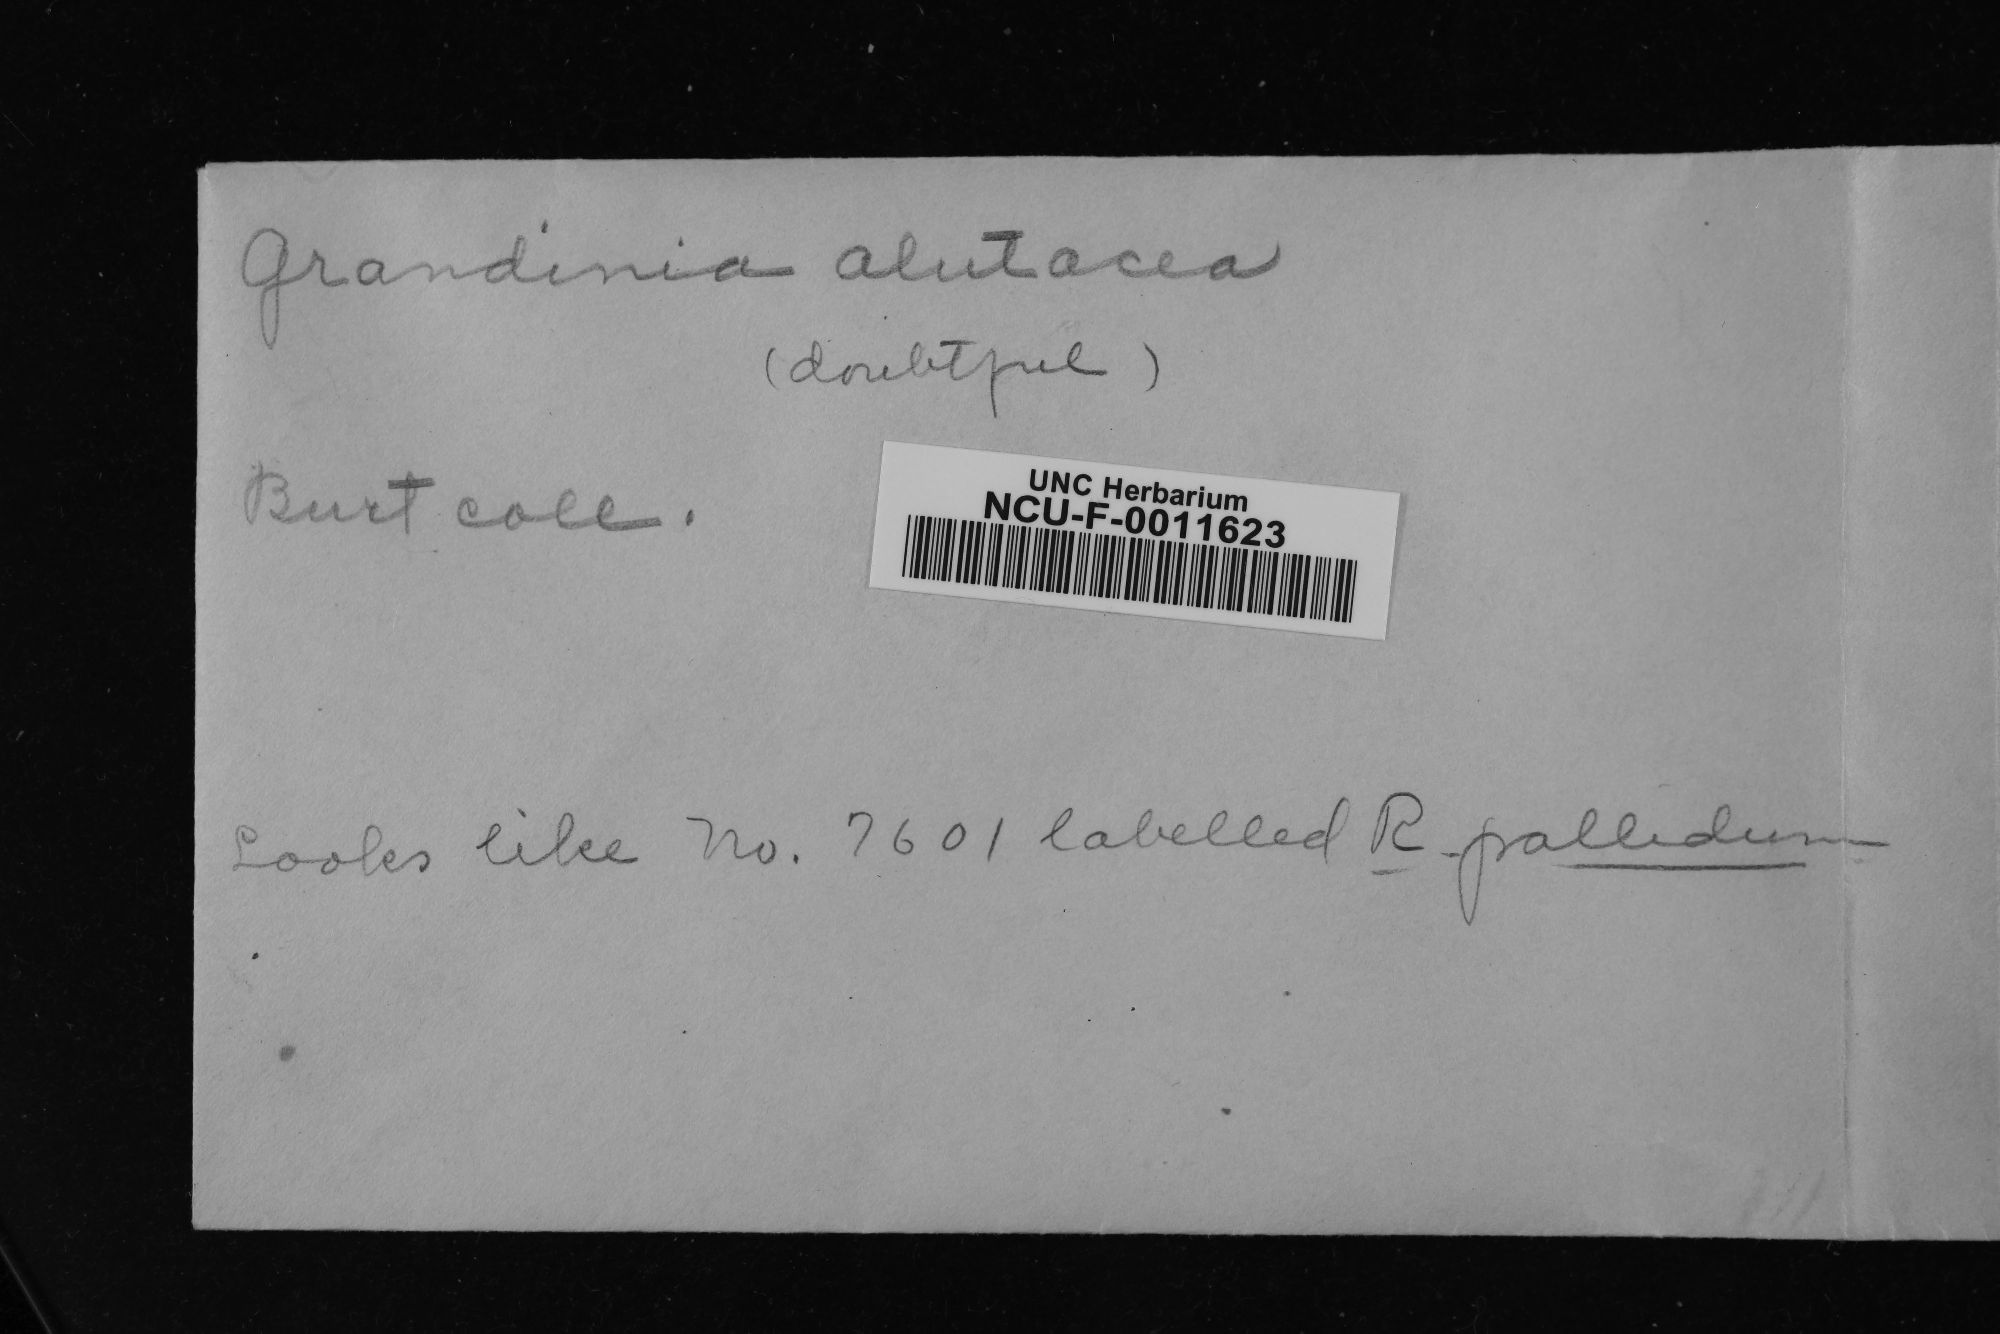 Grandinia alutacea
(doubtful)
Burt coll.
UNC Herbarium
NCU-F-0011623
Looks like No. 7601 labelled R. pallidum